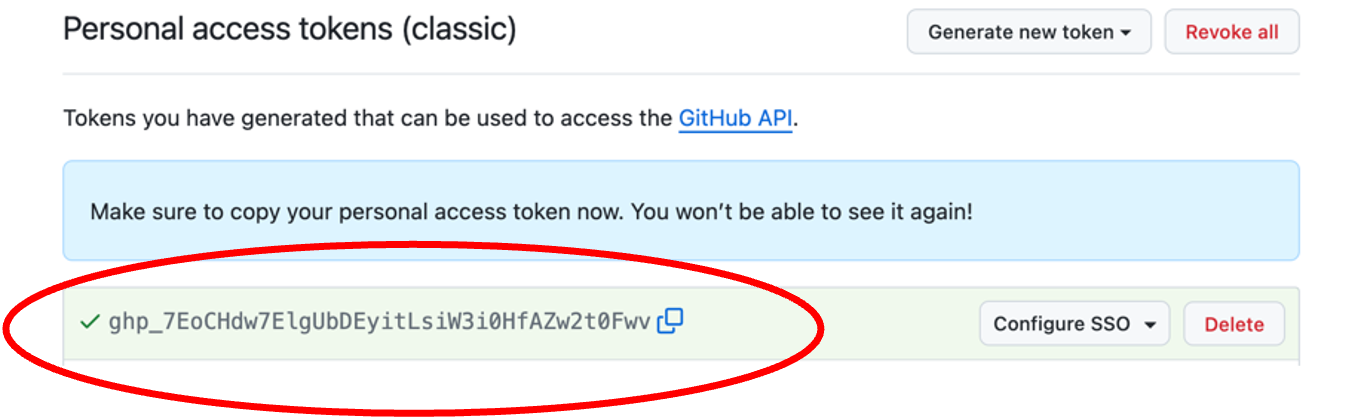 Personal access tokens (classic)
Generate new token
Revoke all
Tokens you have generated that can be used to access the GitHub API.
Make sure to copy your personal access token now. You won’t be able to see it again!
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
Configure SSO
Delete